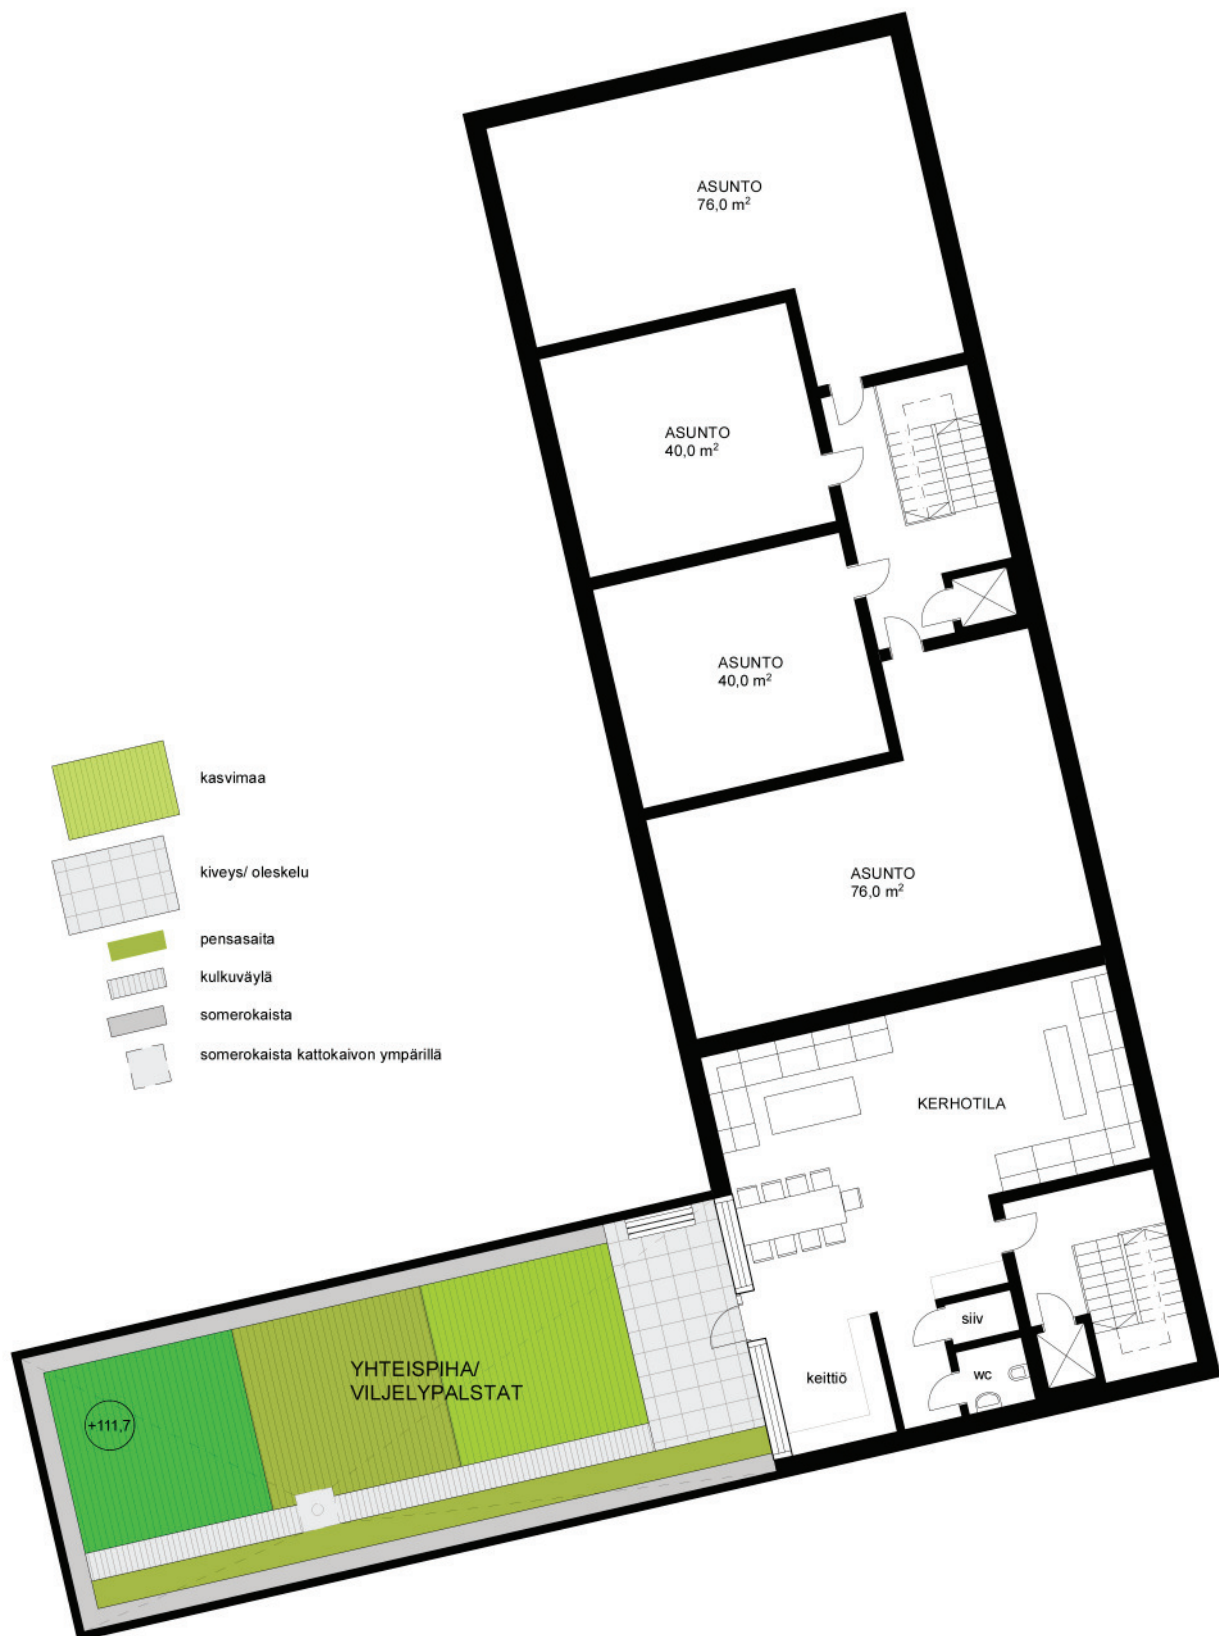 ASUNTO
76,0 m²
ASUNTO
40,0 m²
ASUNTO
40,0 m²
ASUNTO
76,0 m²
kasvimaa
kiveys/ oleskelu
pensasaita
kulkuväylä
somerokaista
somerokaista kattokaivon ympärillä
KERHOTILA
siiv
wc
keittiö
YHTEISPIHA/
VILJELYPALSTAT
+111,7